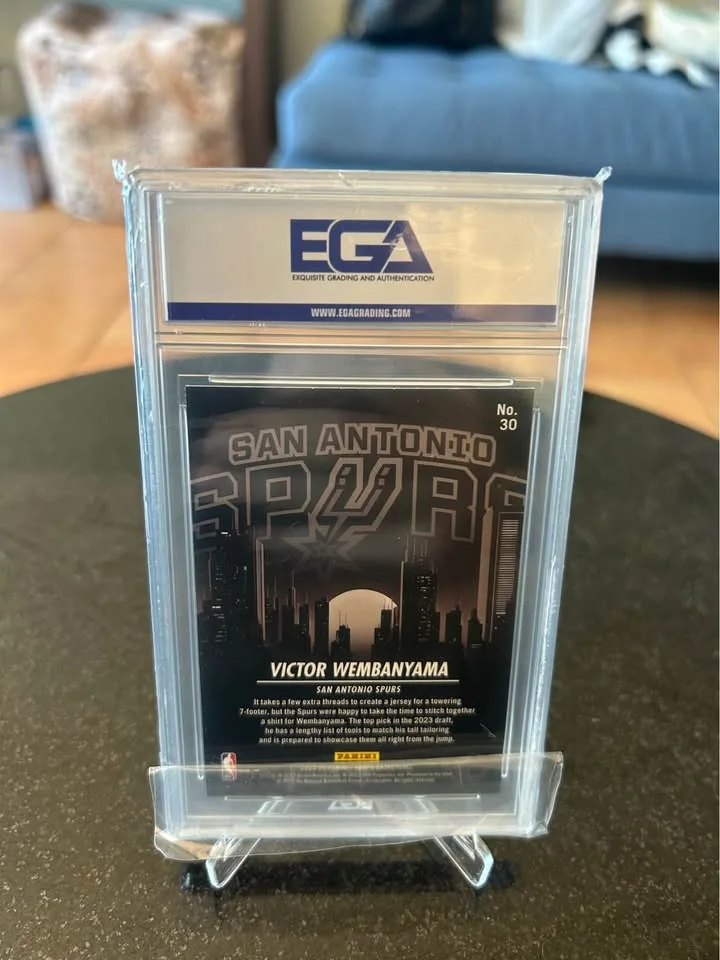 EGA
EXQUISITE GRADING AND AUTHENTICATION
WWW.EGAGRADING.COM
No.
30
SAN ANTONIO
SPURS
VICTOR WEMBANYAMA
SAN ANTONIO SPURS
It takes a few extra threads to create a jersey for a towering
7-footer, but the Spurs were happy to take the time to stitch together
a shirt for Wembanyama. The top pick in the 2023 draft,
he has a lengthy list of tools to match his tall tailoring
and is prepared to showcase them all right from the jump.
PANINI
EGA